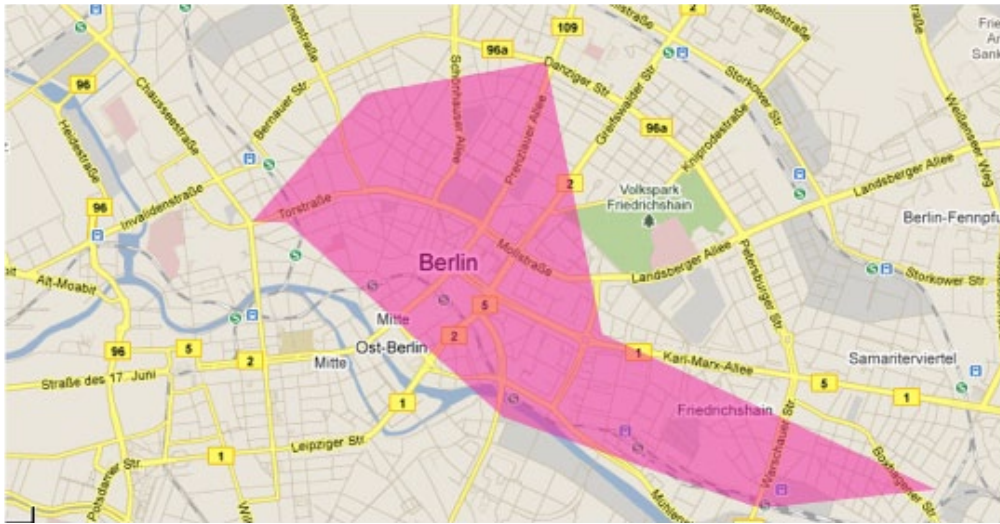 96a
109
2
Danziger Str.
Storkower Str.
96
Chausseestraße
Bernauer Str.
Schönhauser Allee
Prenzlauer Allee
Greifswalder Str.
96a
Kniprodestraße
Weißenseer Weg
Heidestraße
2
Volkspark
Friedrichshain
Landsberger Allee
96
Invalidenstraße
Torstraße
Berlin-Fennpfu
Mollstraße
Berlin
Landsberger Allee
Petersburger Str.
Storkower Str
Alt-Moabit
5
Mitte
2
Ost-Berlin
96
5
2
Mitte
1
Karl-Marx-Allee
Samariterviertel
Straße des 17. Juni
5
1
1
Friedrichshain
Leipziger Str.
1
Warschauer Str.
Boxhagener Str.
Potsdamer Str.